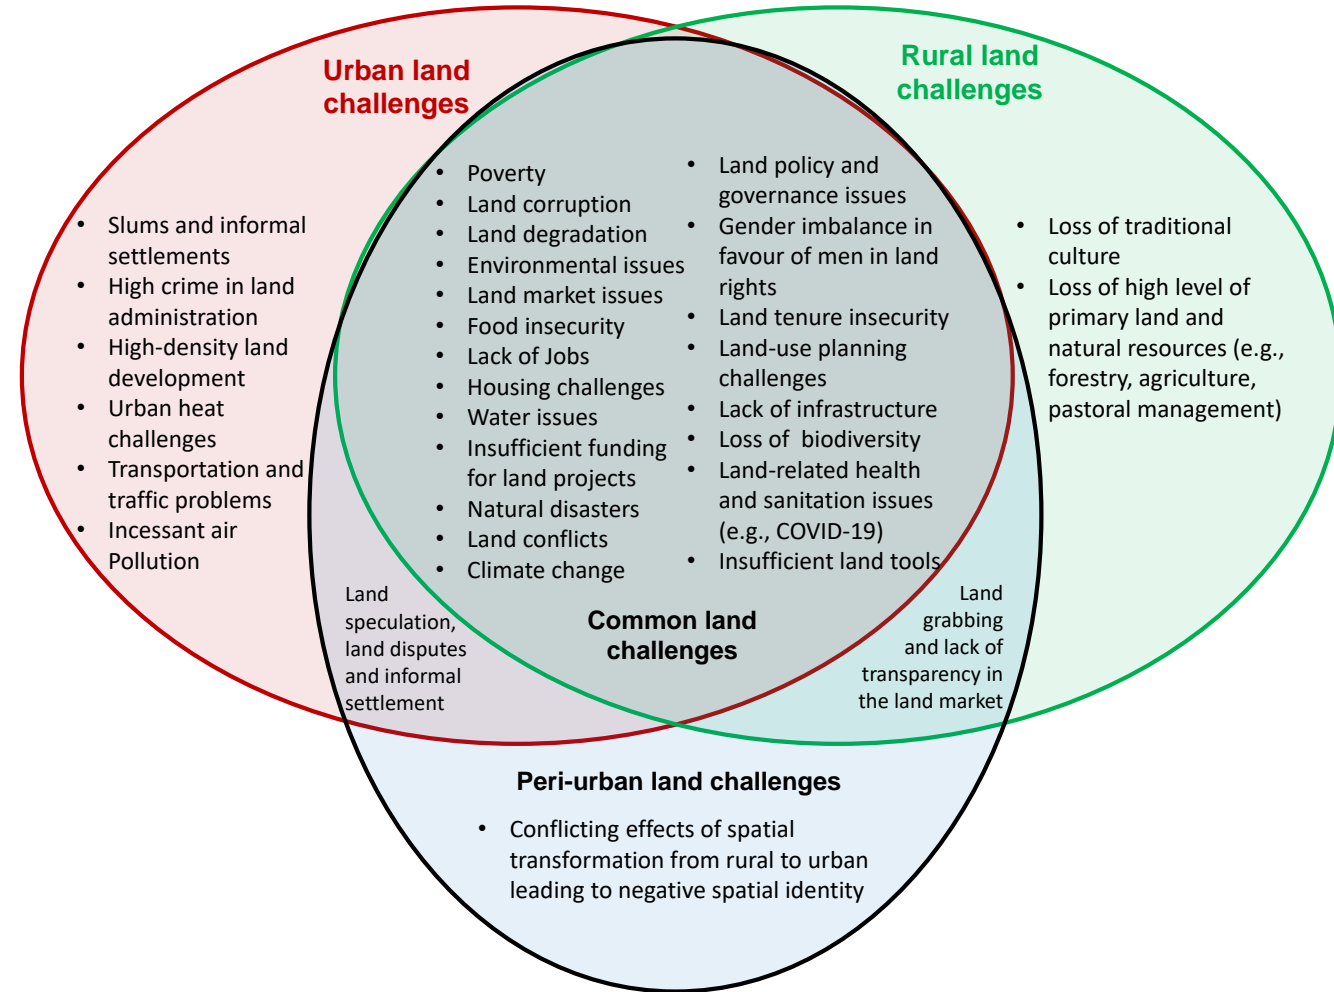 Urban land
challenges
Rural land
challenges
• Slums and informal
settlements
• High crime in land
administration
• High-density land
development
• Urban heat
challenges
• Transportation and
traffic problems
• Incessant air
Pollution
• Poverty
• Land corruption
• Land degradation
• Environmental issues
• Land market issues
• Food insecurity
• Lack of Jobs
• Housing challenges
• Water issues
• Insufficient funding
for land projects
• Natural disasters
• Land conflicts
• Climate change
• Land policy and
governance issues
• Gender imbalance in
favour of men in land
rights
• Land tenure insecurity
• Land-use planning
challenges
• Lack of infrastructure
• Loss of biodiversity
• Land-related health
and sanitation issues
(e.g., COVID-19)
• Insufficient land tools
Common land
challenges
• Loss of traditional
culture
• Loss of high level of
primary land and
natural resources (e.g.,
forestry, agriculture,
pastoral management)
Land
speculation,
land disputes
and informal
settlement
Land
grabbing
and lack of
transparency in
the land market
Peri-urban land challenges
• Conflicting effects of spatial
transformation from rural to urban
leading to negative spatial identity